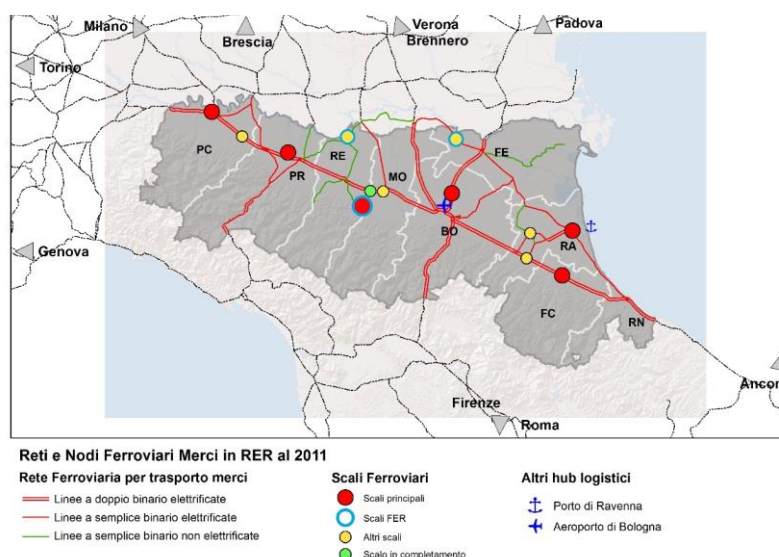 Milano
Brescia
Verona
Brennero
Padova
Torino
PC
PR
RE
MO
FE
BO
RA
Genova
FC
RN
Ancon
Firenze
Roma
Reti e Nodi Ferroviari Merci in RER al 2011
Rete Ferroviaria per trasporto merci
Linee a doppio binario elettrificate
Linee a semplice binario elettrificate
Linee a semplice binario non elettrificate
Scali Ferroviari
Scali principali
Scali FER
Altri scali
Scalo in completamento
Altri hub logistici
Porto di Ravenna
Aeroporto di Bologna